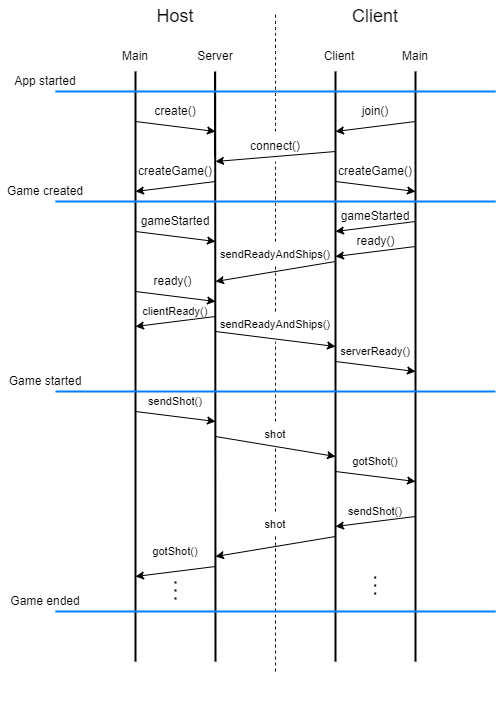 Host
Client
Main
Server
Client
Main
App started
create()
join()
connect()
createGame()
createGame()
Game created
gameStarted
gameStarted
ready()
sendReadyAndShips()
ready()
clientReady()
sendReadyAndShips()
serverReady()
Game started
sendShot()
shot
gotShot()
sendShot()
shot
gotShot()
Game ended